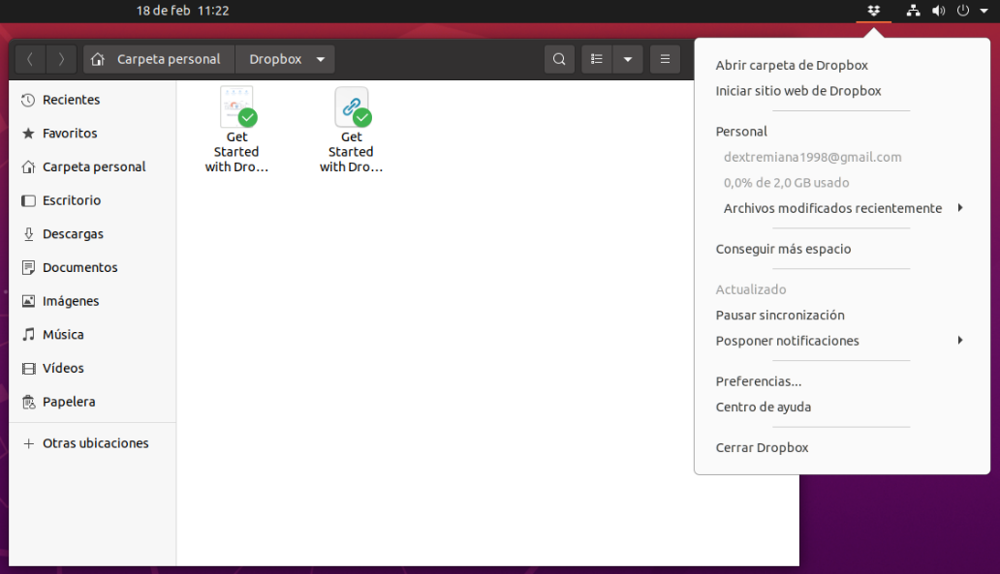 18 de feb 11:22
Carpeta personal
Dropbox
Recientes
Favoritos
Carpeta personal
Escritorio
Descargas
Documentos
Imágenes
Música
Vídeos
Papelera
Otras ubicaciones
Get
Started
with Dro...
Get
Started
with Dro...
Abrir carpeta de Dropbox
Iniciar sitio web de Dropbox
Personal
dextremiana1998@gmail.com
0,0% de 2,0 GB usado
Archivos modificados recientemente
Conseguir más espacio
Actualizado
Pausar sincronización
Posponer notificaciones
Preferencias...
Centro de ayuda
Cerrar Dropbox